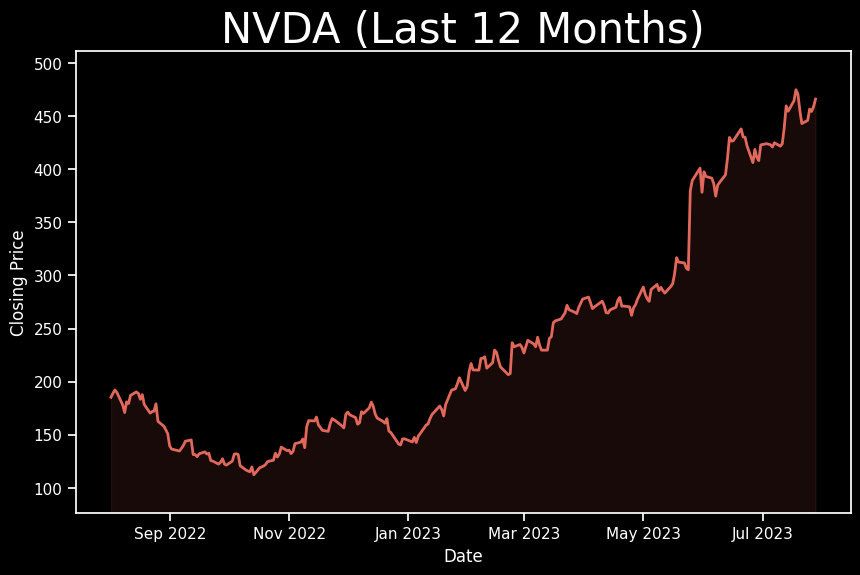 NVDA (Last 12 Months)
500
450
400
350
300
250
200
150
100
Closing Price
Sep 2022
Nov 2022
Jan 2023
Mar 2023
May 2023
Jul 2023
Date